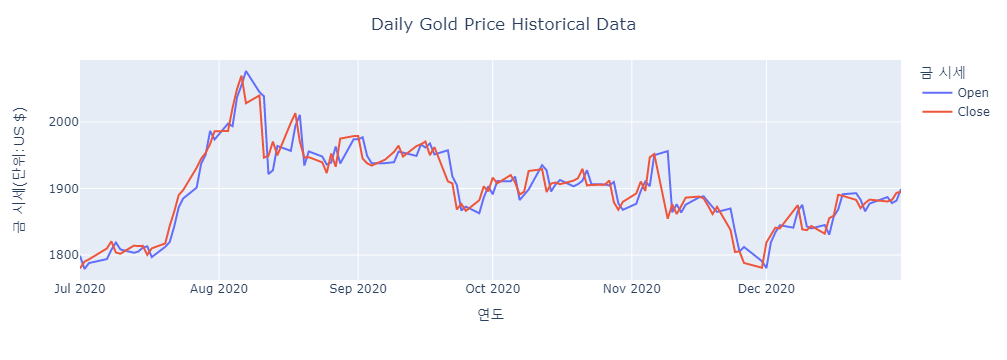 Daily Gold Price Historical Data
금 시세(단위:US $)
2000
1900
1800
Jul 2020
Aug 2020
Sep 2020
Oct 2020
Nov 2020
Dec 2020
연도
금 시세
Open
Close